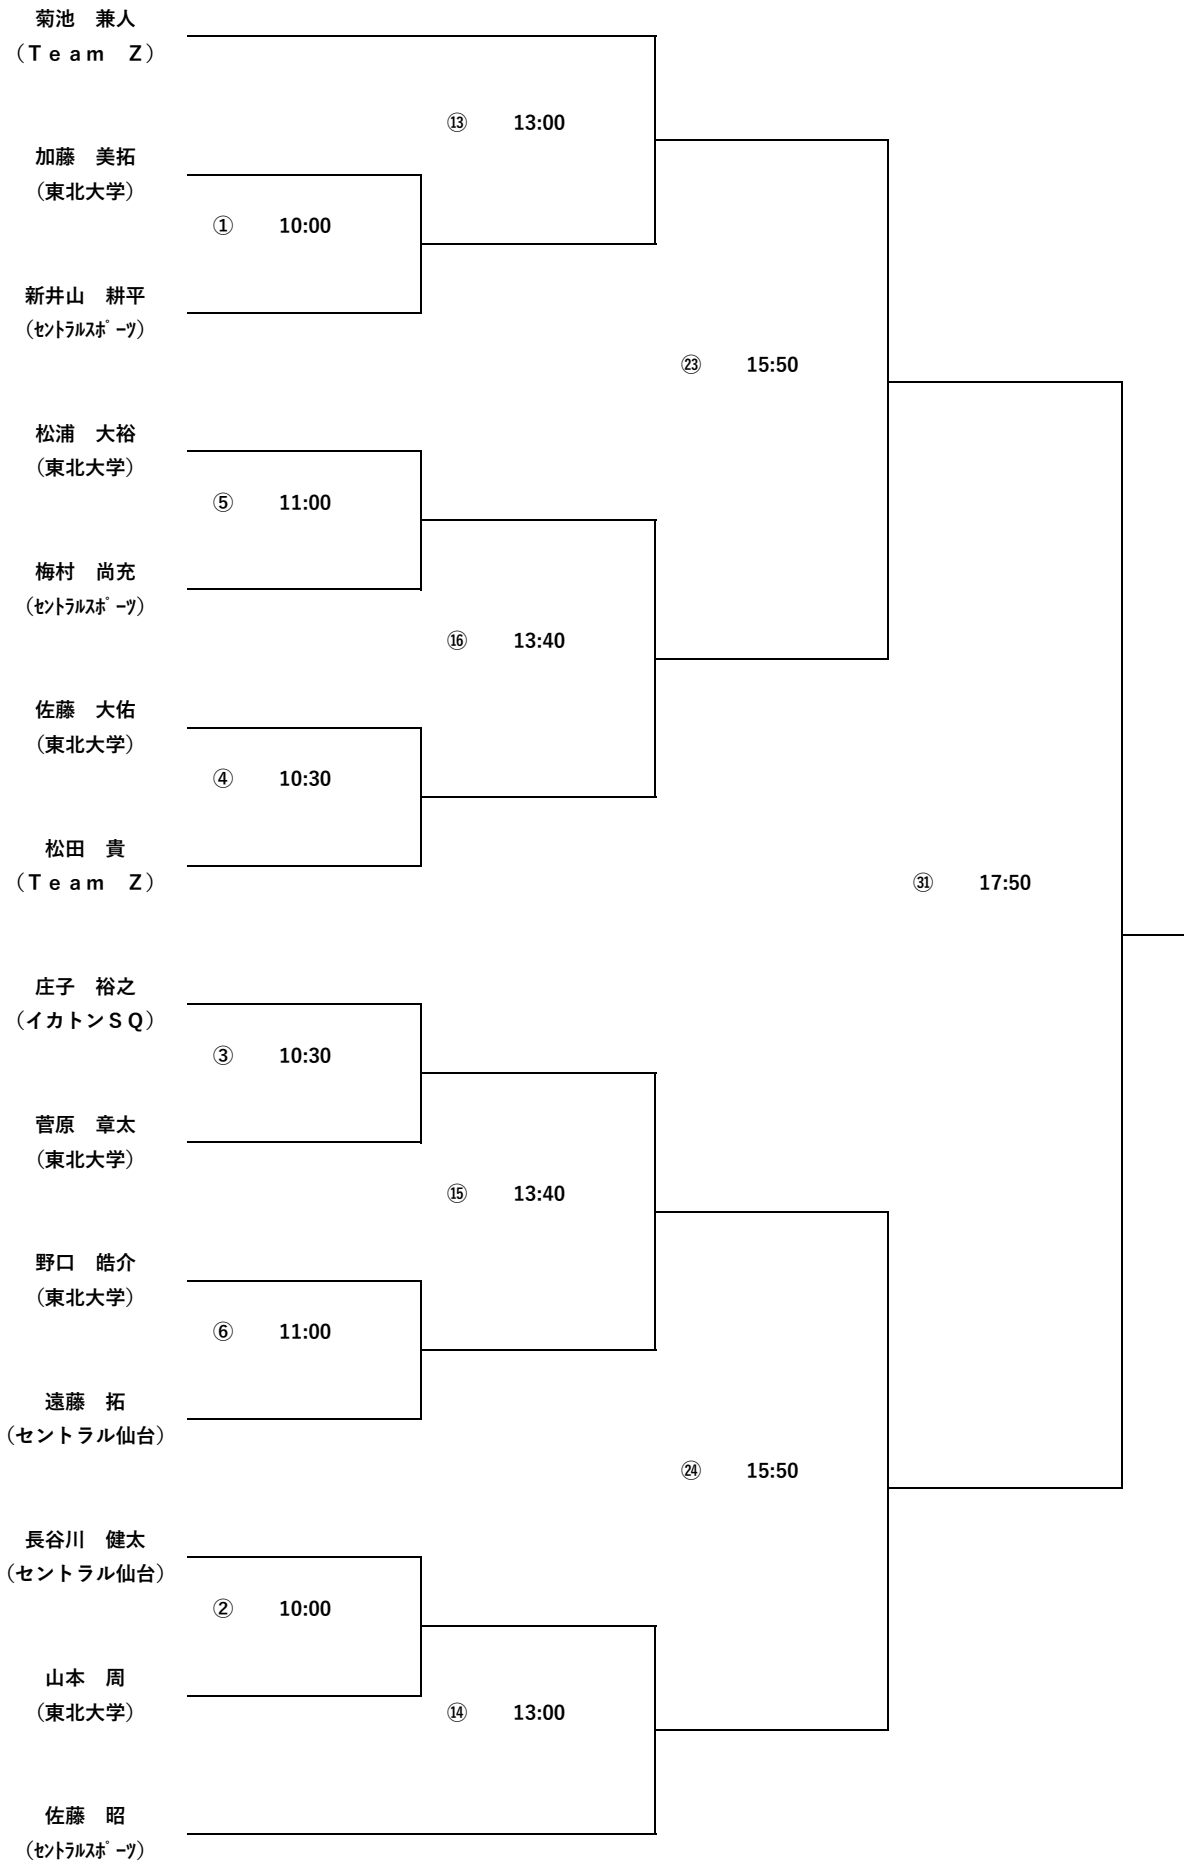 菊池　兼人
（Ｔｅａｍ　Ｚ）
⑬ 13:00
加藤　美拓
（東北大学）
① 10:00
新井山　耕平
（ｾﾝﾄﾗﾙｽﾎﾟｰﾂ）
㉓ 15:50
松浦　大裕
（東北大学）
⑤ 11:00
梅村　尚充
（ｾﾝﾄﾗﾙｽﾎﾟｰﾂ）
⑯ 13:40
佐藤　大佑
（東北大学）
④ 10:30
松田　貴
（Ｔｅａｍ　Ｚ）
㉛ 17:50
庄子　裕之
（イカトンＳＱ）
③ 10:30
菅原　章太
（東北大学）
⑮ 13:40
野口　皓介
（東北大学）
⑥ 11:00
遠藤　拓
（セントラル仙台）
㉔ 15:50
長谷川　健太
（セントラル仙台）
② 10:00
山本　周
（東北大学）
⑭ 13:00
佐藤　昭
（ｾﾝﾄﾗﾙｽﾎﾟｰﾂ）